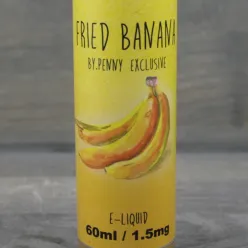 FRIED BANANA
BY.PENNY EXCLUSIVE
E-LIQUID
60ml / 1.5mg